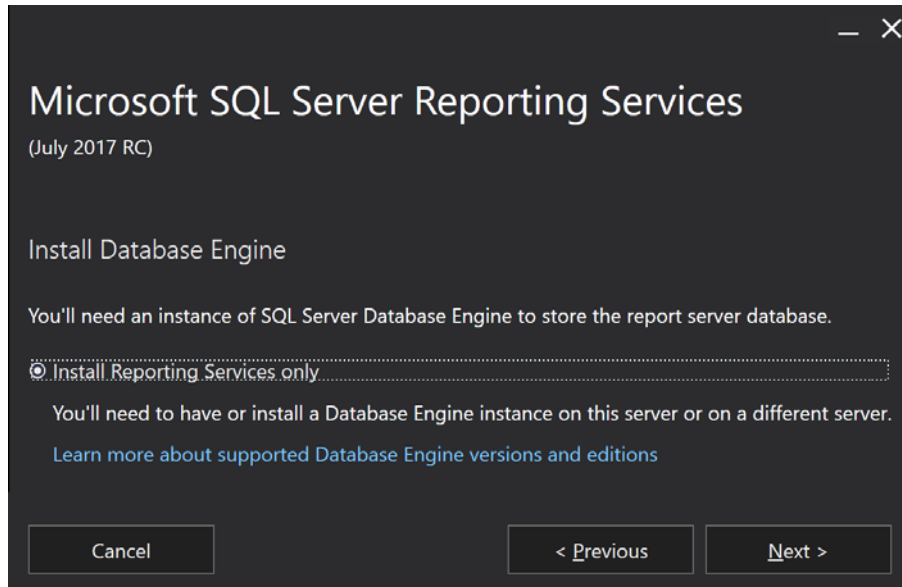 Microsoft SQL Server Reporting Services
(July 2017 RC)
Install Database Engine
You'll need an instance of SQL Server Database Engine to store the report server database.
Install Reporting Services only
You'll need to have or install a Database Engine instance on this server or on a different server.
Learn more about supported Database Engine versions and editions
Cancel
< Previous
Next >